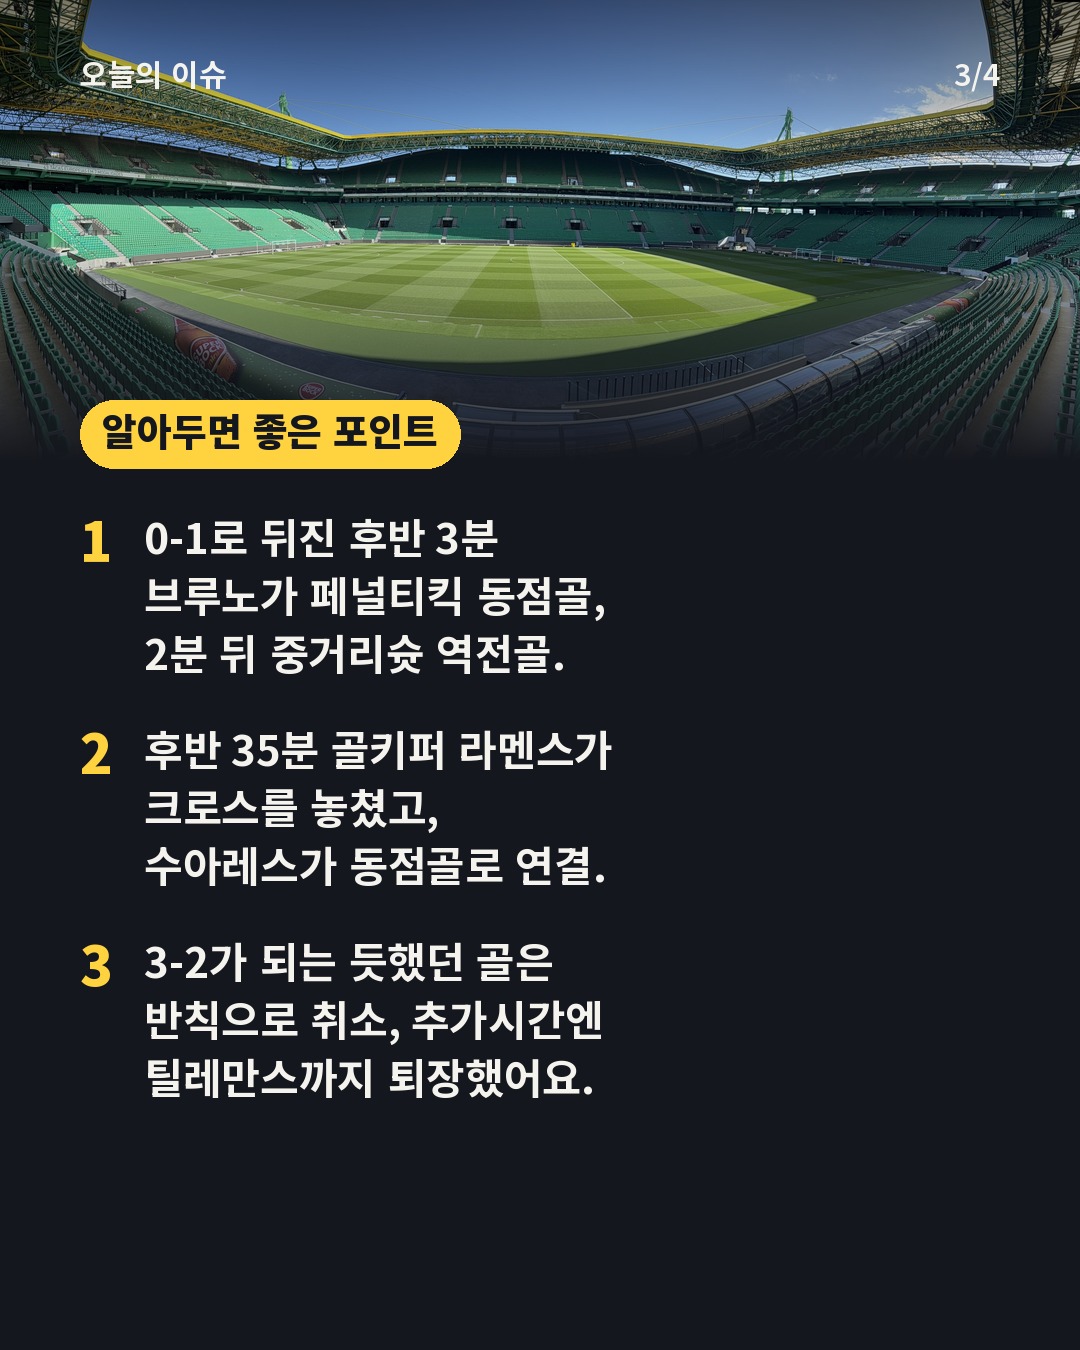 오늘의 이슈
3/4
알아두면 좋은 포인트
1 0-1로 뒤진 후반 3분
브루노가 페널티킥 동점골,
2분 뒤 중거리슛 역전골.
2 후반 35분 골키퍼 라멘스가
크로스를 놓쳤고,
수아레스가 동점골로 연결.
3 3-2가 되는 듯했던 골은
반칙으로 취소, 추가시간엔
틸레만스까지 퇴장했어요.